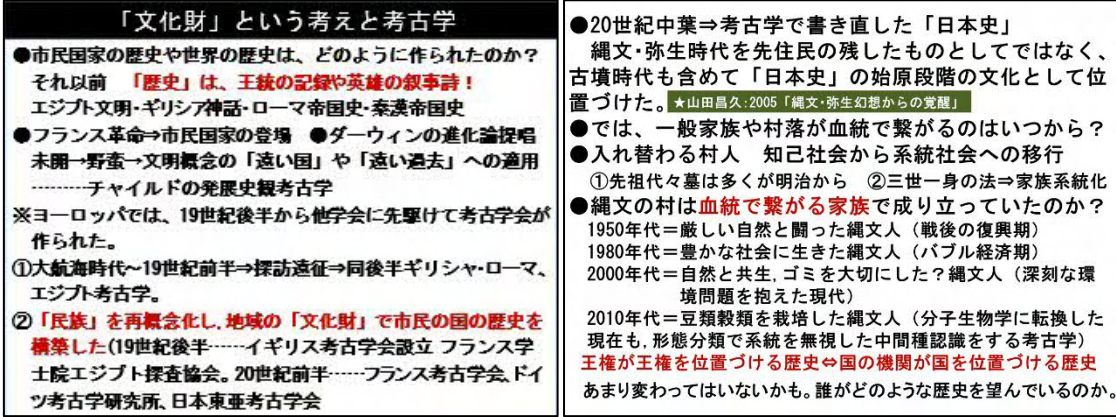 「文化財」という考えと考古学
●市民国家の歴史や世界の歴史は、どのように作られたのか？
それ以前 「歴史」は、王統の記録や英雄の叙事詩！
エジプト文明・ギリシア神話・ローマ帝国史・秦漢帝国史
●フランス革命⇒市民国家の登場 ●ダーウィンの進化論提唱
未開→野蛮→文明概念の「遠い国」や「遠い過去」への適用
………チャイルドの発展史観考古学
※ヨーロッパでは、19世紀後半から他学会に先駆けて考古学会が
作られた。
①大航海時代～19世紀前半⇒探訪遠征⇒同後半ギリシャ・ローマ、
エジプト考古学。
②「民族」を再概念化し、地域の「文化財」で市民の国の歴史を
構築した(19世紀後半……イギリス考古学会設立 フランス学
士院エジプト探査協会。20世紀前半……フランス考古学会、ドイ
ツ考古学研究所、日本東亜考古学会
●20世紀中葉⇒考古学で書き直した「日本史」
縄文・弥生時代を先住民の残したものとしてではなく、
古墳時代も含めて「日本史」の始原段階の文化として位
置づけた。★山田昌久:2005「縄文・弥生幻想からの覚醒」
●では、一般家族や村落が血統で繋がるのはいつから？
●入れ替わる村人 知己社会から系統社会への移行
①先祖代々墓は多くが明治から ②三世一身の法⇒家族系統化
●縄文の村は血統で繋がる家族で成り立っていたのか？
1950年代＝厳しい自然と闘った縄文人（戦後の復興期）
1980年代＝豊かな社会に生きた縄文人（バブル経済期）
2000年代＝自然と共生,ゴミを大切にした？縄文人（深刻な環
境問題を抱えた現代）
2010年代＝豆類穀類を栽培した縄文人（分子生物学に転換した
現在も,形態分類で系統を無視した中間種認識をする考古学）
王権が王権を位置づける歴史⇔国の機関が国を位置づける歴史
あまり変わってはいないかも。誰がどのような歴史を望んでいるのか。